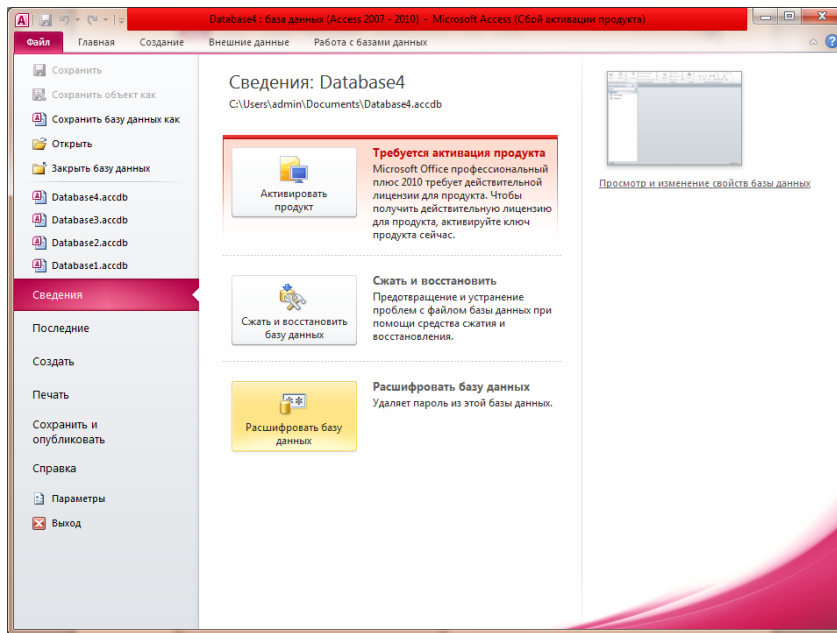 Database4 : база данных (Access 2007 - 2010) - Microsoft Access (Сбой активации продукта)
Файл Главная Создание Внешние данные Работа с базами данных
Сохранить
Сохранить объект как
Сохранить базу данных как
Открыть
Закрыть базу данных
Database4.accdb
Database3.accdb
Database2.accdb
Database1.accdb
Сведения
Последние
Создать
Печать
Сохранить и
опубликовать
Справка
Параметры
Выход
Сведения: Database4
C:\Users\admin\Documents\Database4.accdb
Активировать
продукт
Требуется активация продукта
Microsoft Office профессиональный
плюс 2010 требует действительной
лицензии для продукта. Чтобы
получить действительную лицензию
для продукта, активируйте ключ
продукта сейчас.
Сжать и восстановить
базу данных
Сжать и восстановить
Предотвращение и устранение
проблем с файлом базы данных при
помощи средства сжатия и
восстановления.
Расшифровать базу
данных
Расшифровать базу данных
Удаляет пароль из этой базы данных.
Просмотр и изменение свойств базы данных